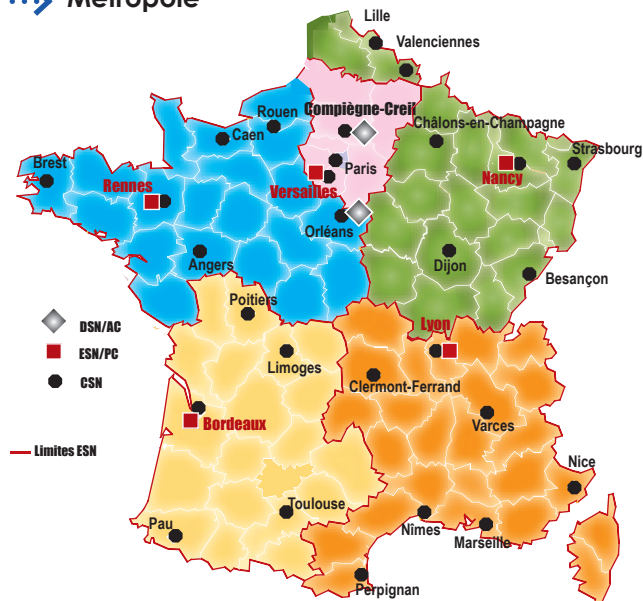 Métropole
Lille
Valenciennes
Rouen
Compiègne-Creil
Caen
Châlons-en-Champagne
Strasbourg
Brest
Paris
Rennes
Versailles
Nancy
Orléans
Angers
Dijon
Besançon
Poitiers
DSN/AC
Lyon
ESN/PC
Limoges
CSN
Clermont-Ferrand
Bordeaux
Varces
Limites ESN
Nice
Toulouse
Pau
Nîmes
Marseille
Perpignan